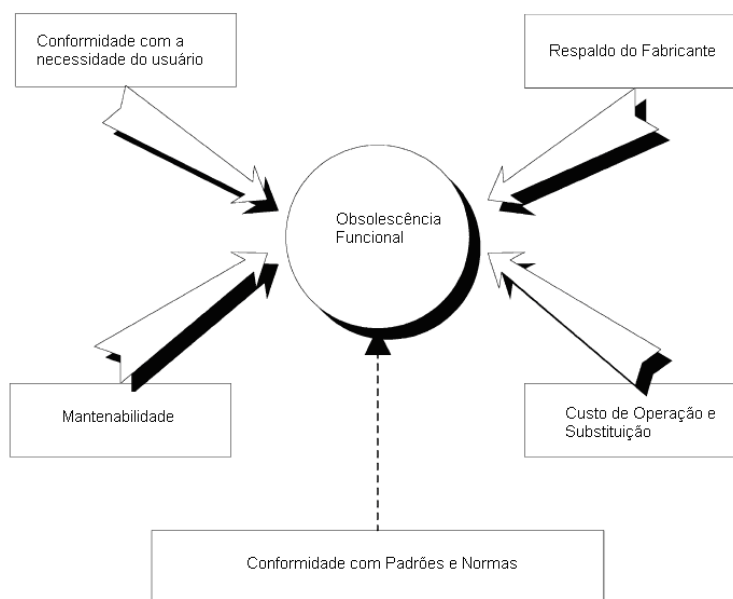 Conformidade com a
necessidade do usuário
Respaldo do Fabricante
Obsolescência
Funcional
Mantenabilidade
Custo de Operação e
Substituição
Conformidade com Padrões e Normas